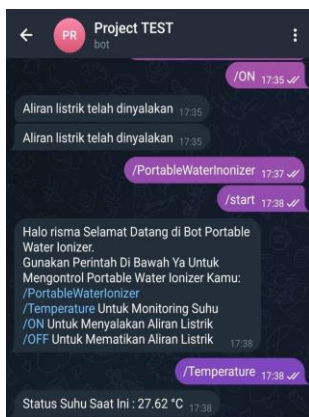 PR
Project TEST
bot
/ON 17:35
Aliran listrik telah dinyalakan 17:35
Aliran listrik telah dinyalakan 17:35
/PortableWaterInonizer 17:37
/start 17:38
Halo risma Selamat Datang di Bot Portable
Water Ionizer.
Gunakan Perintah Di Bawah Ya Untuk
Mengontrol Portable Water Ionizer Kamu:
/PortableWaterIonizer
/Temperature Untuk Monitoring Suhu
/ON Untuk Menyalakan Aliran Listrik
/OFF Untuk Mematikan Aliran Listrik 17:38
/Temperature 17:38
Status Suhu Saat Ini : 27.62 °C 17:38